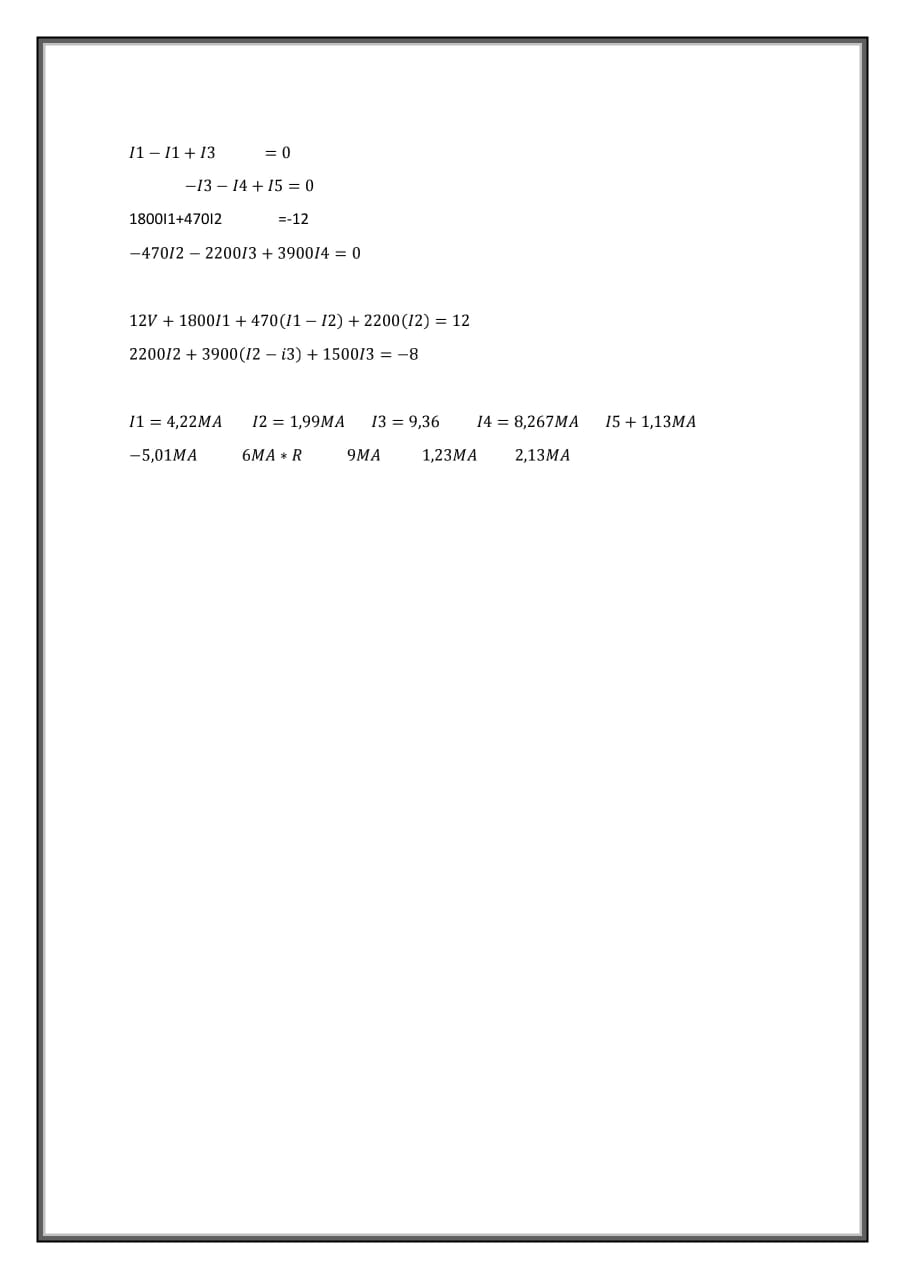 I1 − I1 + I3 = 0
−I3 − I4 + I5 = 0
1800I1+470I2 =-12
−470I2 − 2200I3 + 3900I4 = 0
12V + 1800I1 + 470(I1 − I2) + 2200(I2) = 12
2200I2 + 3900(I2 − i3) + 1500I3 = −8
I1 = 4,22MA I2 = 1,99MA I3 = 9,36 I4 = 8,267MA I5 + 1,13MA
−5,01MA 6MA ∗ R 9MA 1,23MA 2,13MA